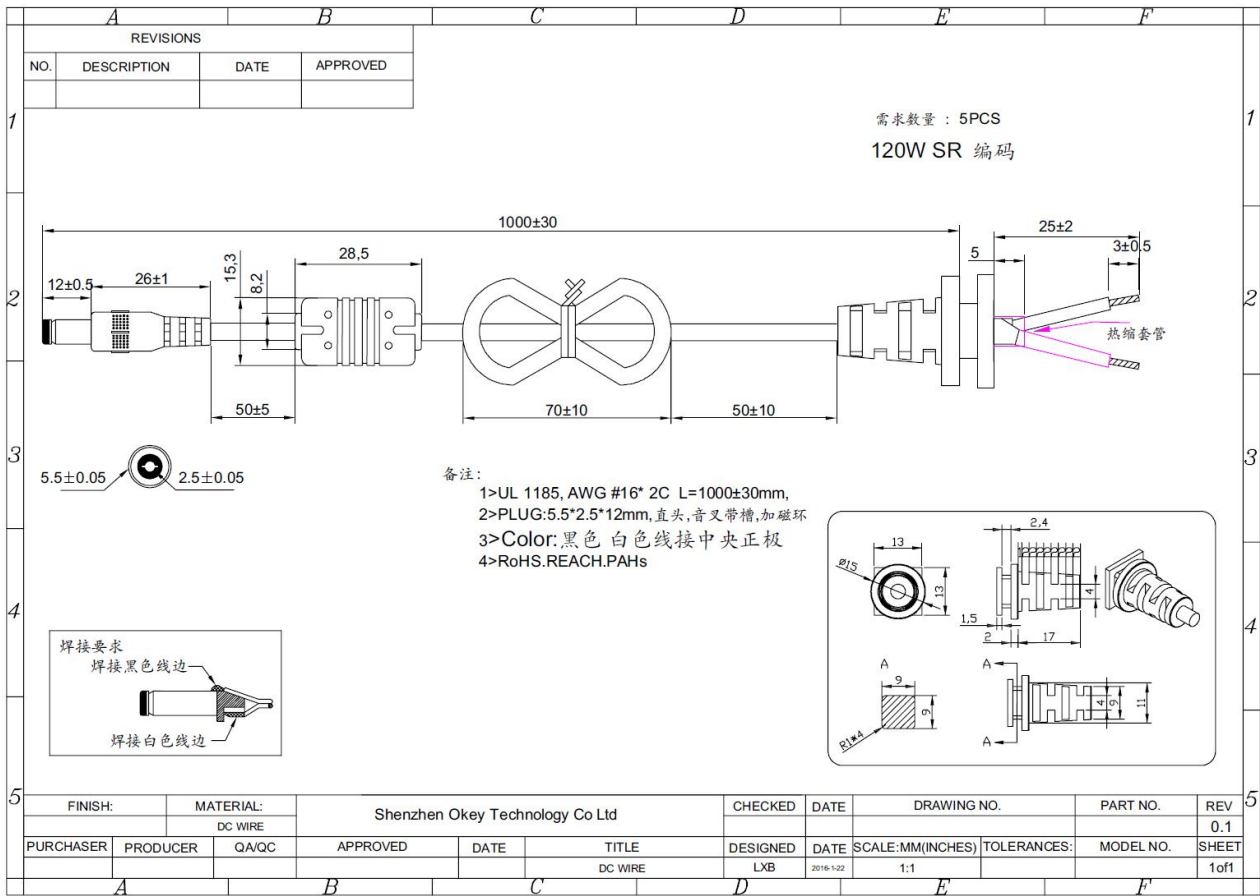 A B C D E F
REVISIONS
NO. DESCRIPTION DATE APPROVED
1 1
需求数量 : 5PCS
120W SR 编码
1000±30
25±2
5
3±0.5
28,5
15,3
8,2
12±0.5
26±1
2 2
热缩套管
50±5
70±10
50±10
3 3
5.5±0.05
2.5±0.05
备注:
1>UL 1185, AWG #16* 2C L=1000±30mm,
2>PLUG:5.5*2.5*12mm,直头,音叉带槽,加磁环
3>Color:黑色 白色线接中央正极
4>RoHS.REACH.PAHs
2,4
13
ø15
13
4
1,5
2
17
4 4
焊接要求
焊接黑色线边
焊接白色线边
A
9
9
R1*4
A
A
4
9
11
5 5
FINISH: MATERIAL: Shenzhen Okey Technology Co Ltd CHECKED DATE DRAWING NO. PART NO. REV
DC WIRE 0.1
PURCHASER PRODUCER QA/QC APPROVED DATE TITLE DESIGNED DATE SCALE:MM(INCHES) TOLERANCES: MODEL NO. SHEET
DC WIRE LXB 2016-1-22 1:1 1of1
A B C D E F